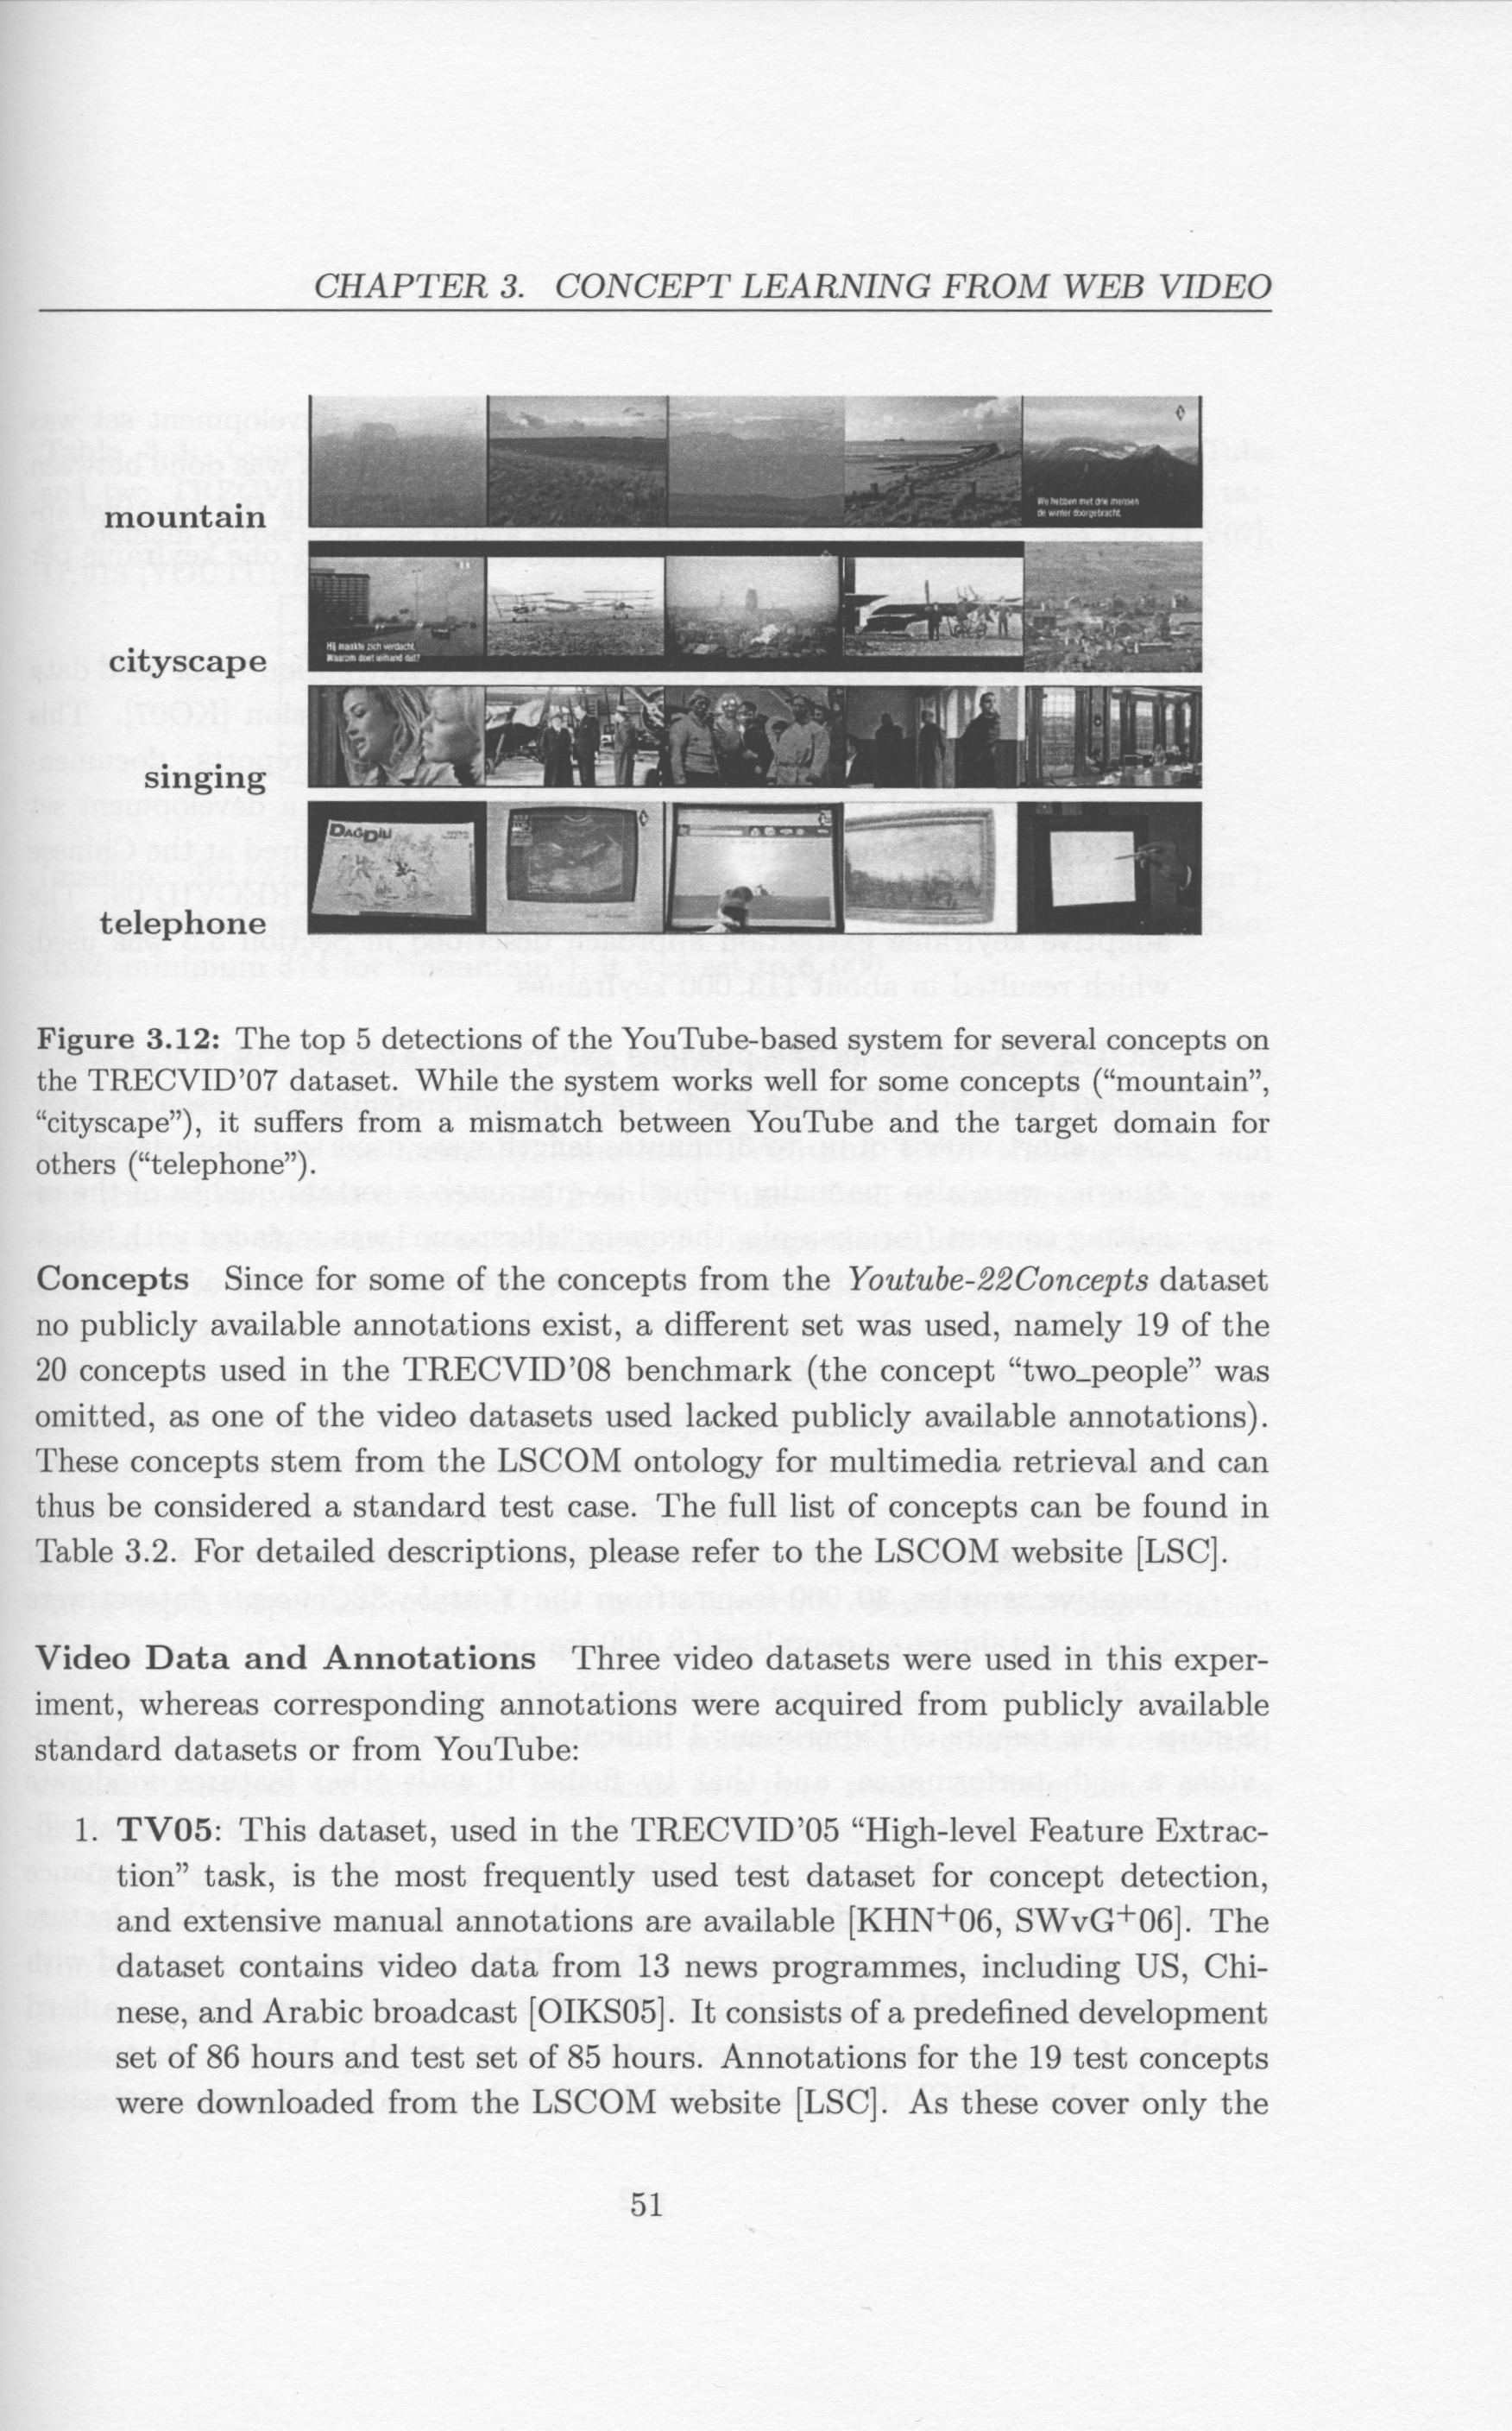 CHAPTER 3. CONCEPT LEARNING FROM WEB VIDEO
We hebben met drie mensen
de winter doorgebracht.
mountain
Hij maakte zich verdacht.
Waarom doet iemand dat?
cityscape
singing
DAGDIU
telephone
Figure 3.12: The top 5 detections of the YouTube-based system for several concepts on
the TRECVID'07 dataset. While the system works well for some concepts (“mountain”,
“cityscape”), it suffers from a mismatch between YouTube and the target domain for
others (“telephone”).
Concepts Since for some of the concepts from the Youtube-22Concepts dataset
no publicly available annotations exist, a different set was used, namely 19 of the
20 concepts used in the TRECVID'08 benchmark (the concept “two_people” was
omitted, as one of the video datasets used lacked publicly available annotations).
These concepts stem from the LSCOM ontology for multimedia retrieval and can
thus be considered a standard test case. The full list of concepts can be found in
Table 3.2. For detailed descriptions, please refer to the LSCOM website [LSC].
Video Data and Annotations Three video datasets were used in this exper-
iment, whereas corresponding annotations were acquired from publicly available
standard datasets or from YouTube:
1. TV05: This dataset, used in the TRECVID'05 “High-level Feature Extrac-
tion” task, is the most frequently used test dataset for concept detection,
and extensive manual annotations are available [KHN+06, SWvG+06]. The
dataset contains video data from 13 news programmes, including US, Chi-
nese, and Arabic broadcast [OIKS05]. It consists of a predefined development
set of 86 hours and test set of 85 hours. Annotations for the 19 test concepts
were downloaded from the LSCOM website [LSC]. As these cover only the
51